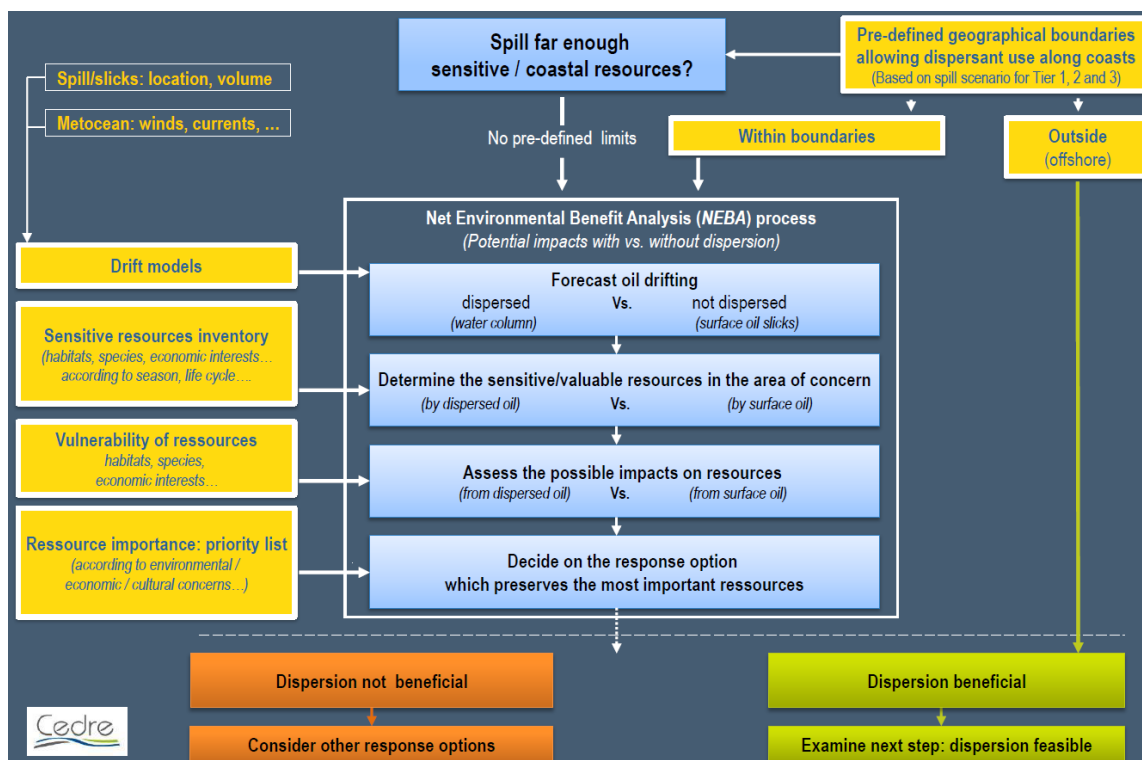 Spill far enough
sensitive / coastal resources?
Pre-defined geographical boundaries
allowing dispersant use along coasts
(Based on spill scenario for Tier 1, 2 and 3)
Spill/slicks: location, volume
Metocean: winds, currents, …
No pre-defined limits
Within boundaries
Outside
(offshore)
Net Environmental Benefit Analysis (NEBA) process
(Potential impacts with vs. without dispersion)
Drift models
Forecast oil drifting
dispersed Vs. not dispersed
(water column) (surface oil slicks)
Sensitive resources inventory
(habitats, species, economic interests…
according to season, life cycle….
Determine the sensitive/valuable resources in the area of concern
(by dispersed oil) Vs. (by surface oil)
Vulnerability of ressources
habitats, species,
economic interests…
Assess the possible impacts on resources
(from dispersed oil) Vs. (from surface oil)
Ressource importance: priority list
(according to environmental /
economic / cultural concerns…)
Decide on the response option
which preserves the most important ressources
Dispersion not beneficial
Dispersion beneficial
Consider other response options
Examine next step: dispersion feasible
Cedre